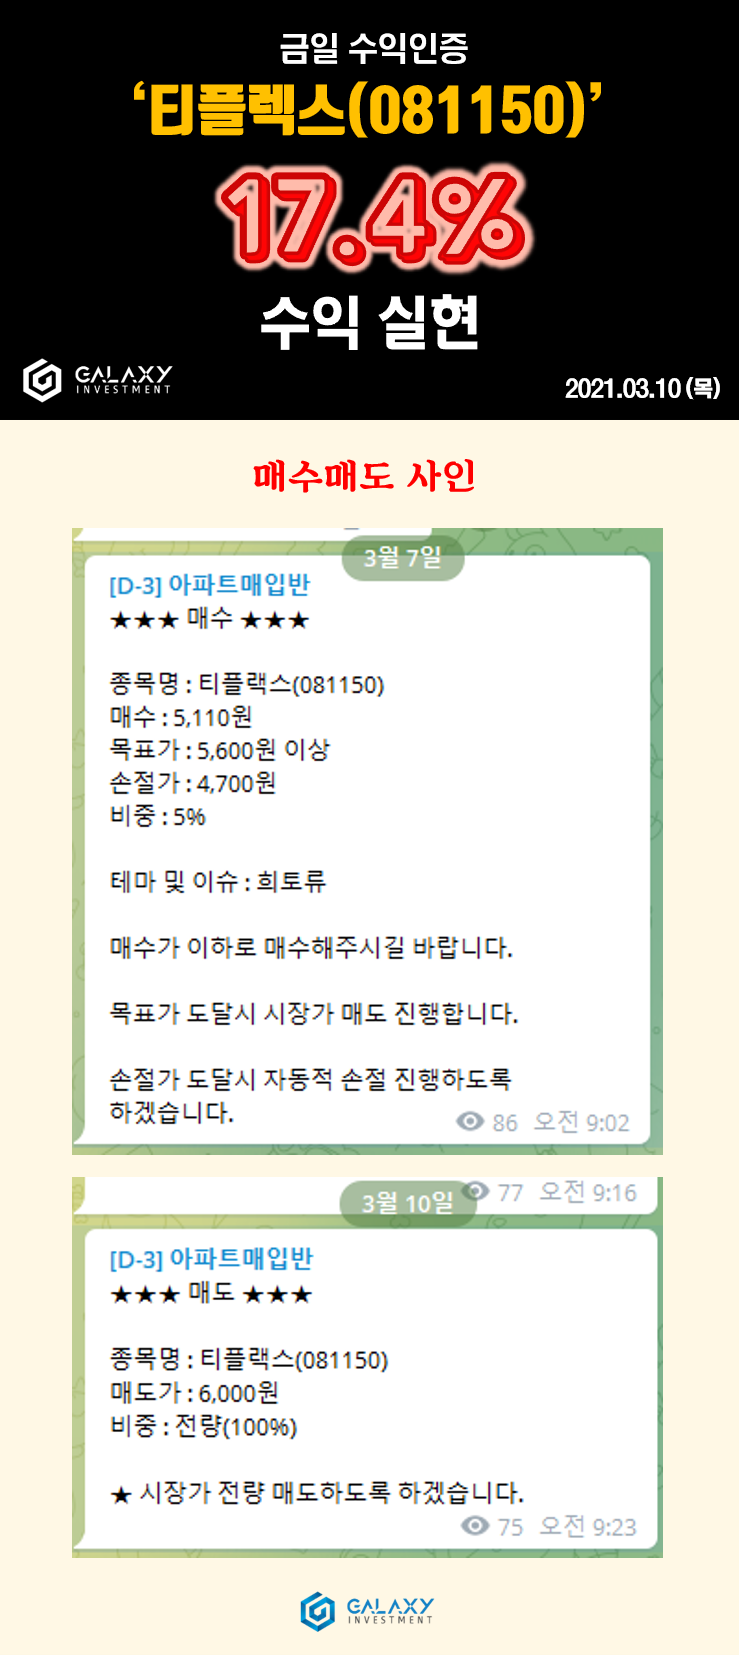 금일 수익인증
‘티플렉스(081150)’
17.4%
수익 실현
GALAXY
INVESTMENT
2021.03.10 (목)
매수매도 사인
3월 7일
[D-3] 아파트매입반
★★★ 매수 ★★★
종목명 : 티플랙스(081150)
매수 : 5,110원
목표가 : 5,600원 이상
손절가 : 4,700원
비중 : 5%
테마 및 이슈 : 희토류
매수가 이하로 매수해주시길 바랍니다.
목표가 도달시 시장가 매도 진행합니다.
손절가 도달시 자동적 손절 진행하도록
하겠습니다.
86 오전 9:02
77 오전 9:16
3월 10일
[D-3] 아파트매입반
★★★ 매도 ★★★
종목명 : 티플랙스(081150)
매도가 : 6,000원
비중 : 전량(100%)
★ 시장가 전량 매도하도록 하겠습니다.
75 오전 9:23
GALAXY
INVESTMENT